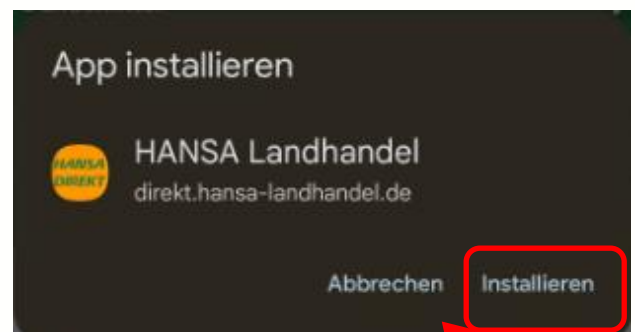 App installieren
HANSA
DIREKT
HANSA Landhandel
direkt.hansa-landhandel.de
Abbrechen Installieren